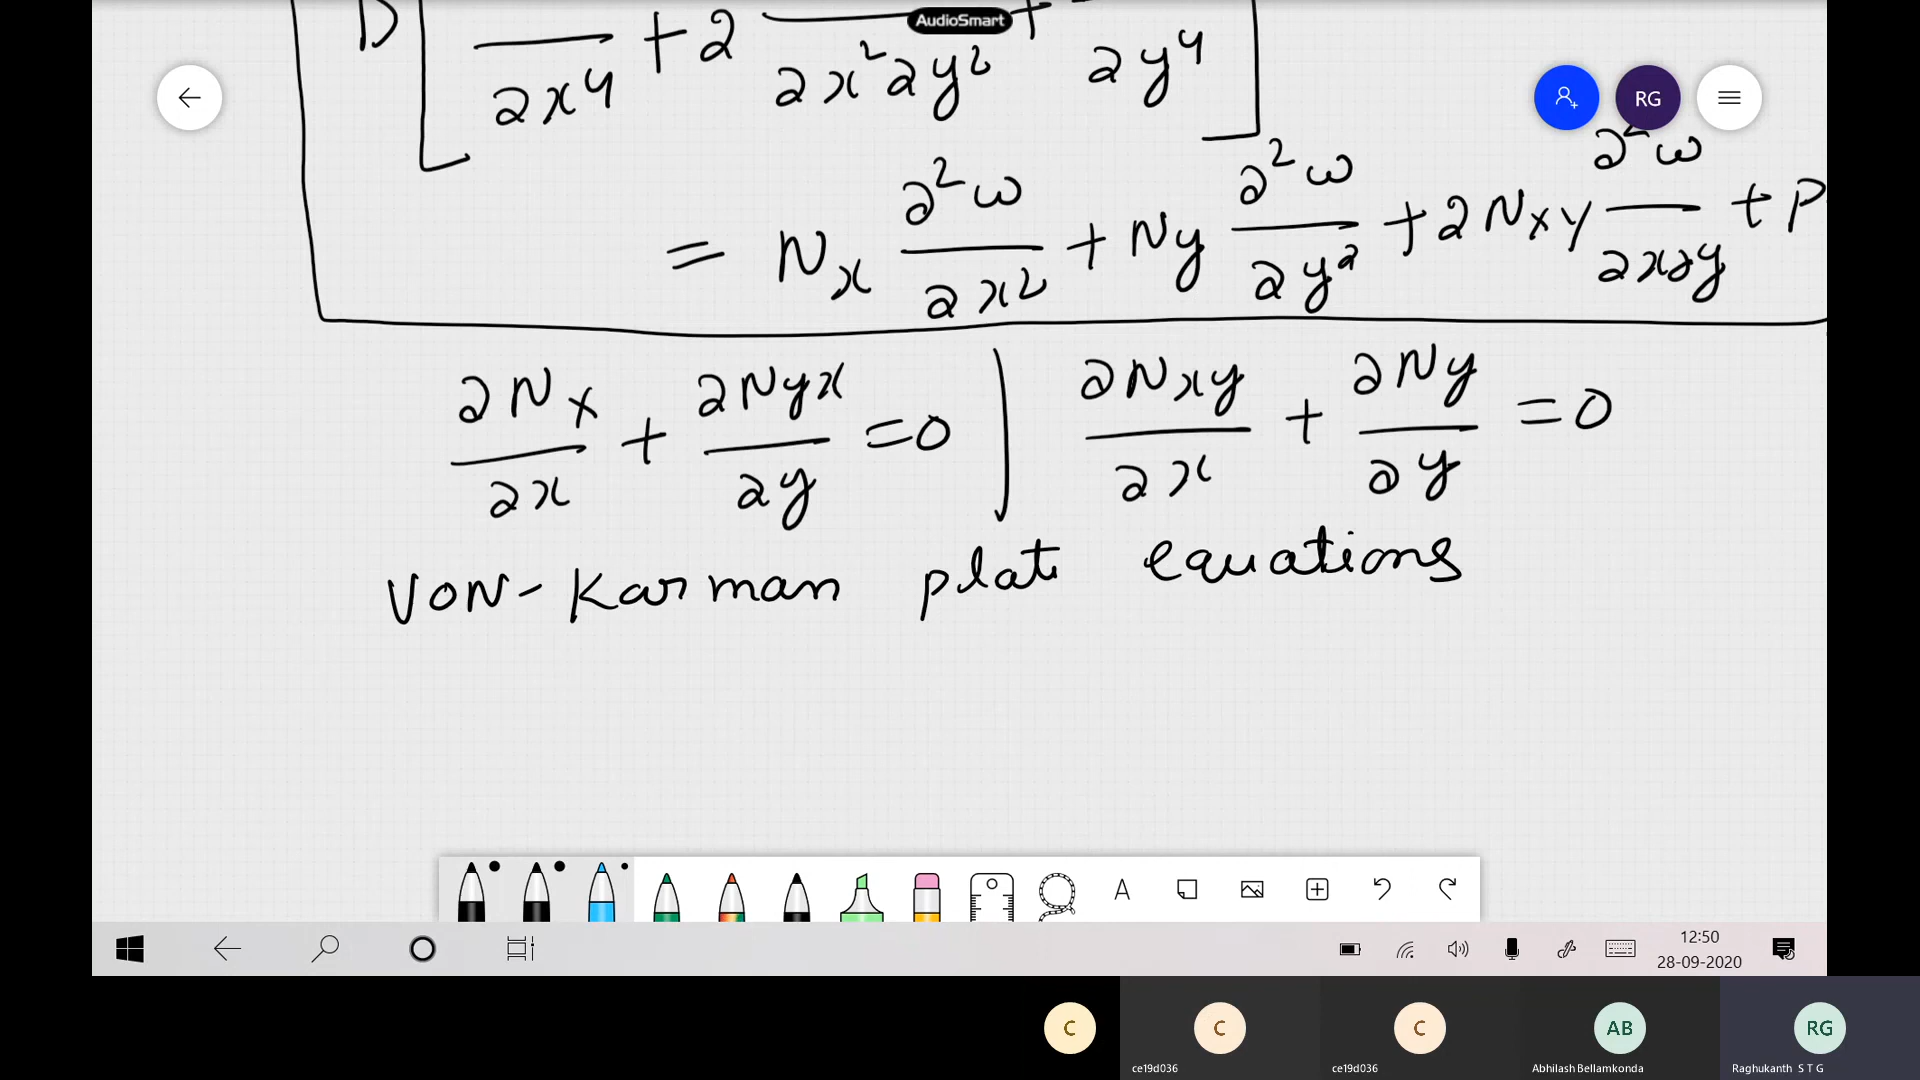 AudioSmart
D [ / ∂x⁴ + 2 / ∂x²∂y² + / ∂y⁴ ]
RG
= Nₓ ∂²ω/∂x² + Ny ∂²ω/∂y² + 2Nxy ∂²ω/∂x∂y + P
∂Nx/∂x + ∂Nyx/∂y = 0 | ∂Nxy/∂x + ∂Ny/∂y = 0
VON-Karman plate equations
A
12:50
28-09-2020
C C C AB RG
ce19d036 ce19d036 Abhilash Bellamkonda Raghukanth S T G